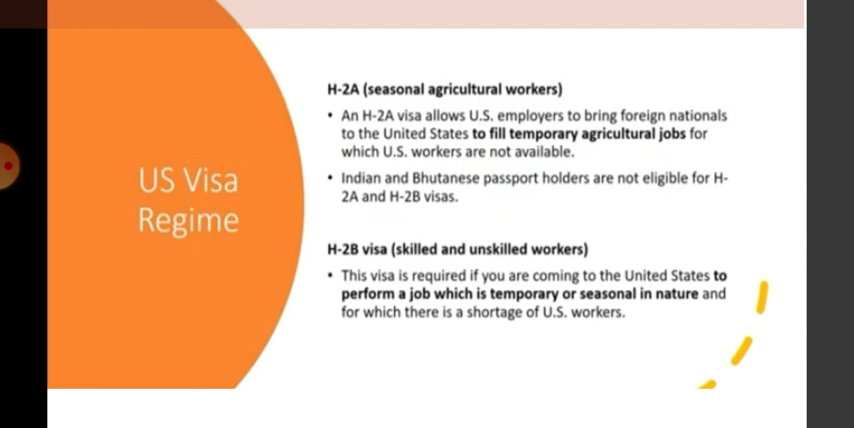 US Visa
Regime
H-2A (seasonal agricultural workers)
• An H-2A visa allows U.S. employers to bring foreign nationals
to the United States to fill temporary agricultural jobs for
which U.S. workers are not available.
• Indian and Bhutanese passport holders are not eligible for H-
2A and H-2B visas.
H-2B visa (skilled and unskilled workers)
• This visa is required if you are coming to the United States to
perform a job which is temporary or seasonal in nature and
for which there is a shortage of U.S. workers.